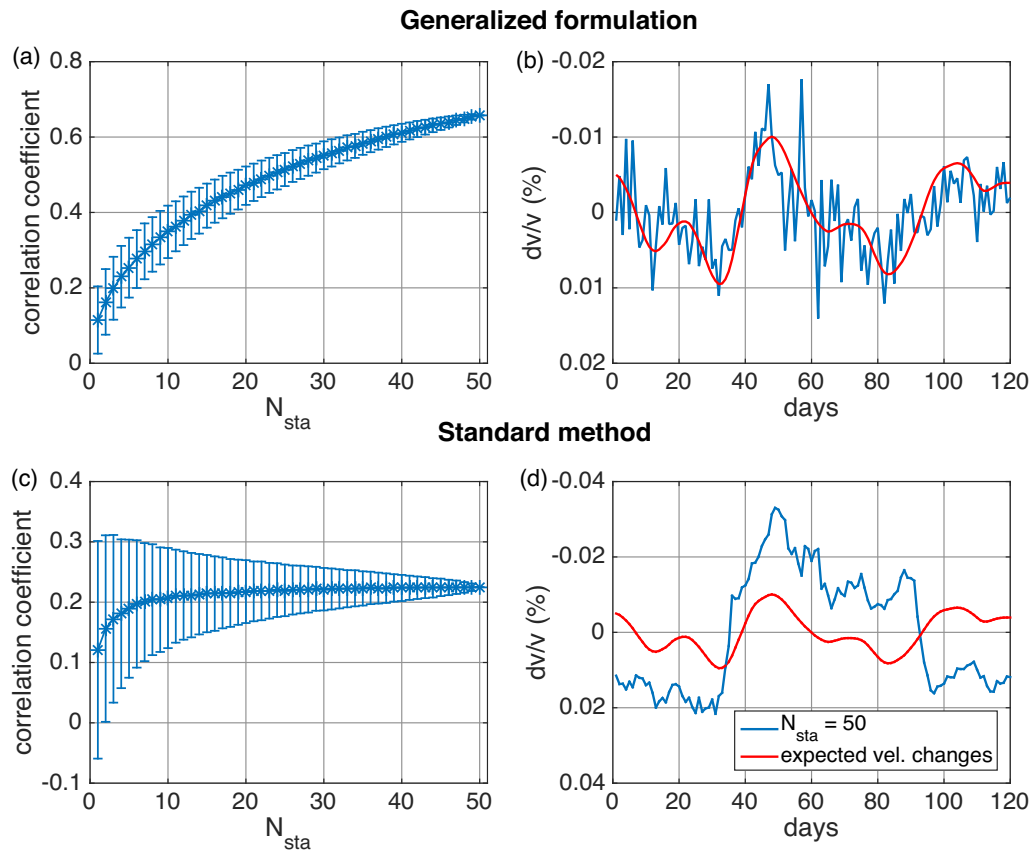 Generalized formulation
(a)
0.8
0.6
0.4
0.2
0
correlation coefficient
0 10 20 30 40 50
N_sta
(b)
-0.02
-0.01
0
0.01
0.02
dv/v (%)
0 20 40 60 80 100 120
days
Standard method
(c)
0.4
0.3
0.2
0.1
0
-0.1
correlation coefficient
0 10 20 30 40 50
N_sta
(d)
-0.04
-0.02
0
0.02
0.04
dv/v (%)
N_sta = 50
expected vel. changes
0 20 40 60 80 100 120
days